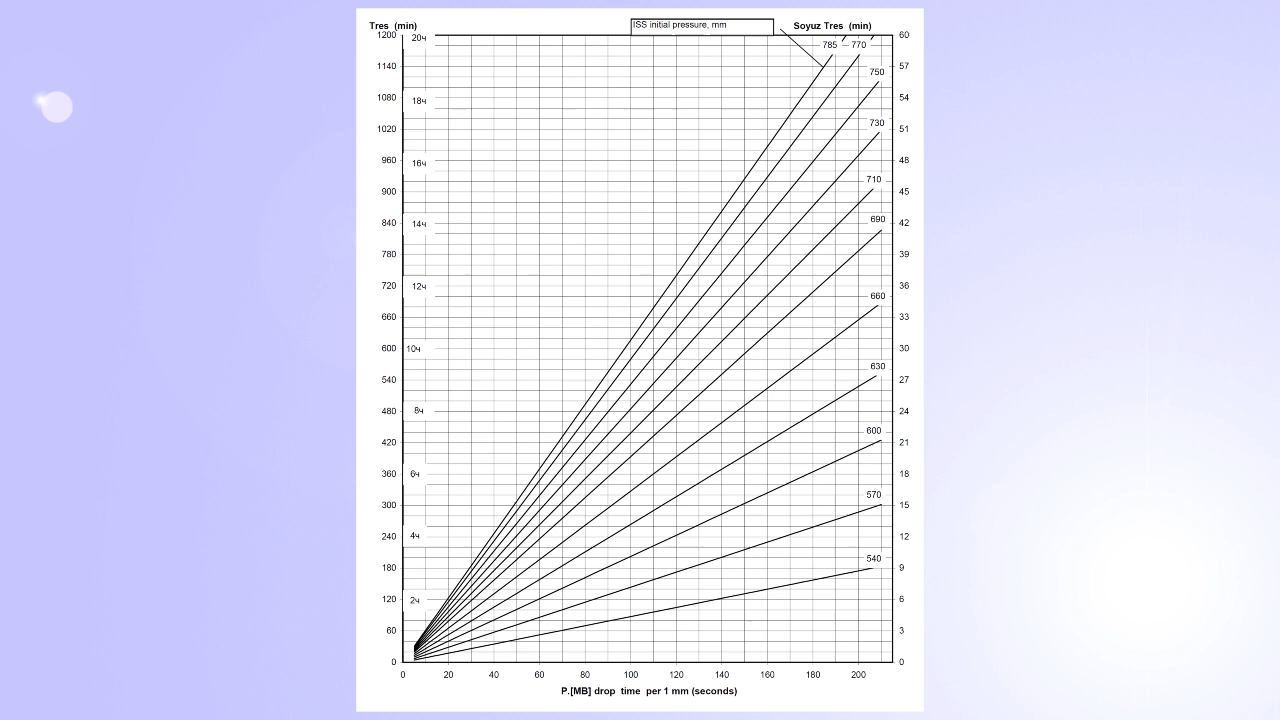 ISS initial pressure, mm
Tres (min) Soyuz Tres (min)
1200 20ч 785 770 60
1140 57
750
1080 18ч 54
730
1020 51
960 16ч 48
710
900 45
690
840 14ч 42
780 39
720 12ч 36
660
660 33
600 10ч 30
630
540 27
480 8ч 24
600
420 21
360 6ч 18
570
300 15
240 4ч 12
540
180 9
120 2ч 6
60 3
0 0
0 20 40 60 80 100 120 140 160 180 200
P.[MB] drop time per 1 mm (seconds)